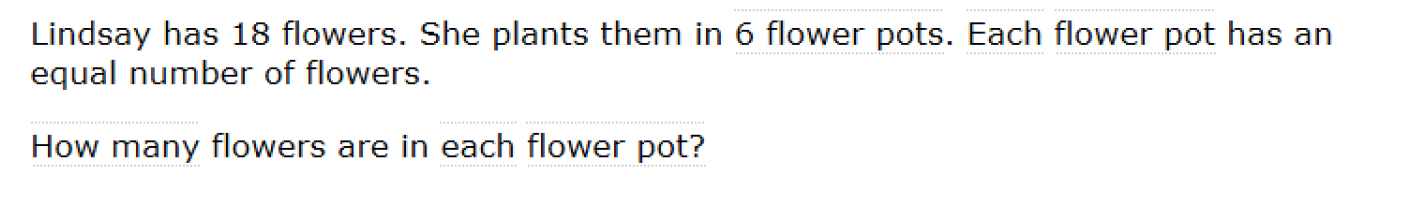 Lindsay has 18 flowers. She plants them in 6 flower pots. Each flower pot has an
equal number of flowers.
How many flowers are in each flower pot?